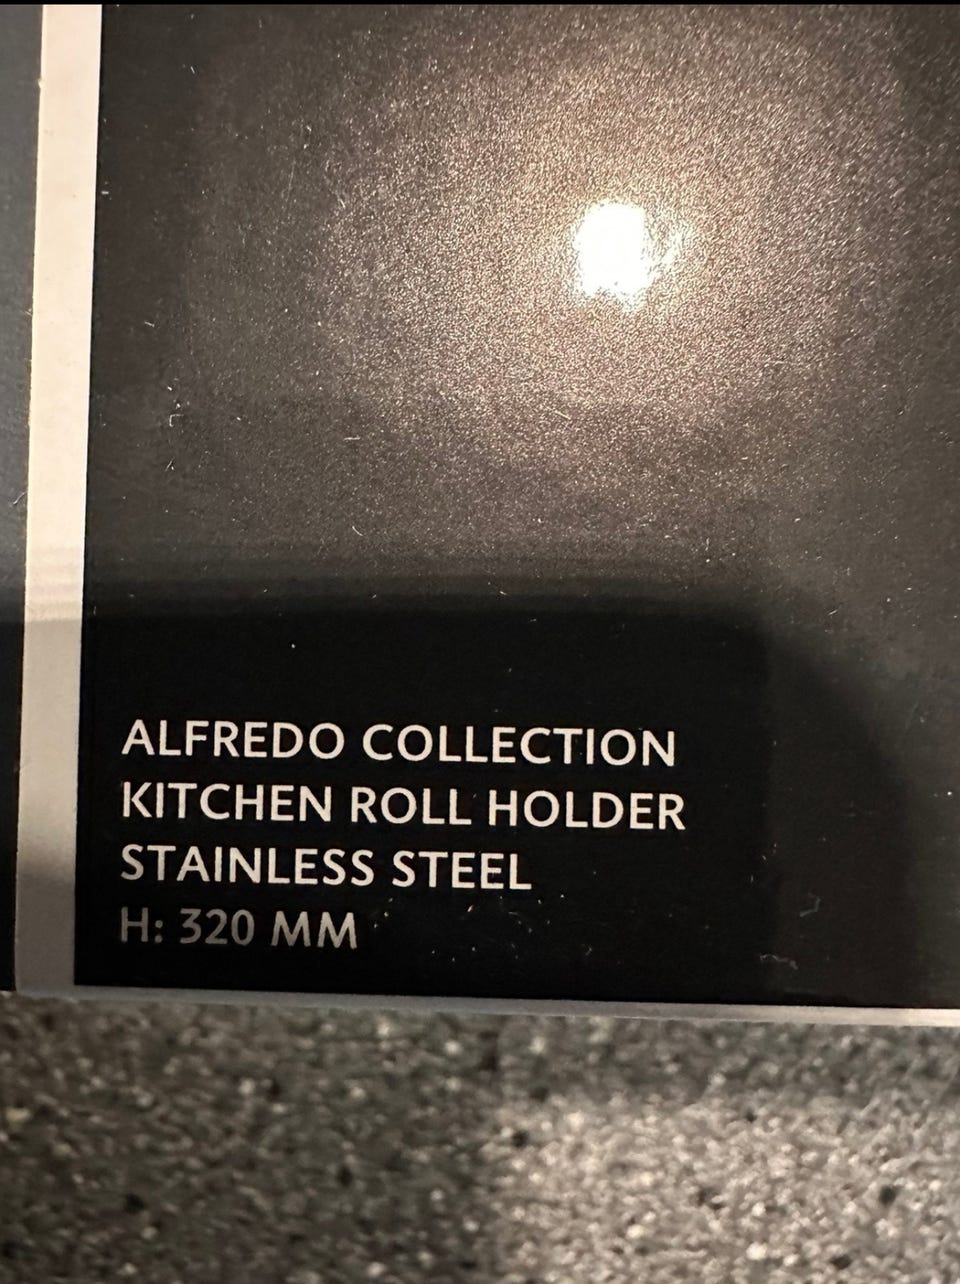 ALFREDO COLLECTION
KITCHEN ROLL HOLDER
STAINLESS STEEL
H: 320 MM